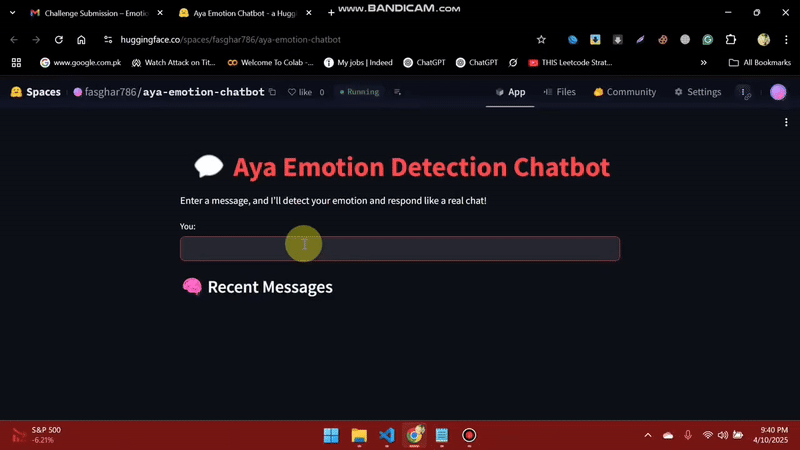 www.BANDICAM.com
Challenge Submission – Emotio
Aya Emotion Chatbot - a Hugg
huggingface.co/spaces/fasghar786/aya-emotion-chatbot
www.google.com.pk
Watch Attack on Tit...
Welcome To Colab -...
My jobs | Indeed
ChatGPT
ChatGPT
THIS Leetcode Strat...
All Bookmarks
Spaces
fasghar786/aya-emotion-chatbot
like 0
Running
App
Files
Community
Settings
Aya Emotion Detection Chatbot
Enter a message, and I'll detect your emotion and respond like a real chat!
You:
Recent Messages
S&P 500
-6.21%
9:40 PM
4/10/2025